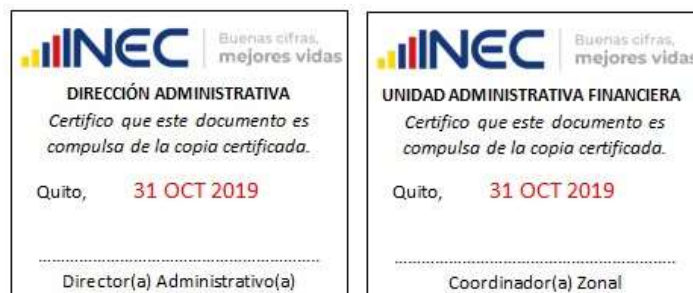 INEC Buenas cifras,
mejores vidas
DIRECCIÓN ADMINISTRATIVA
Certifico que este documento es
compulsa de la copia certificada.
Quito, 31 OCT 2019
Director(a) Administrativo(a)
INEC Buenas cifras,
mejores vidas
UNIDAD ADMINISTRATIVA FINANCIERA
Certifico que este documento es
compulsa de la copia certificada.
Quito, 31 OCT 2019
Coordinador(a) Zonal